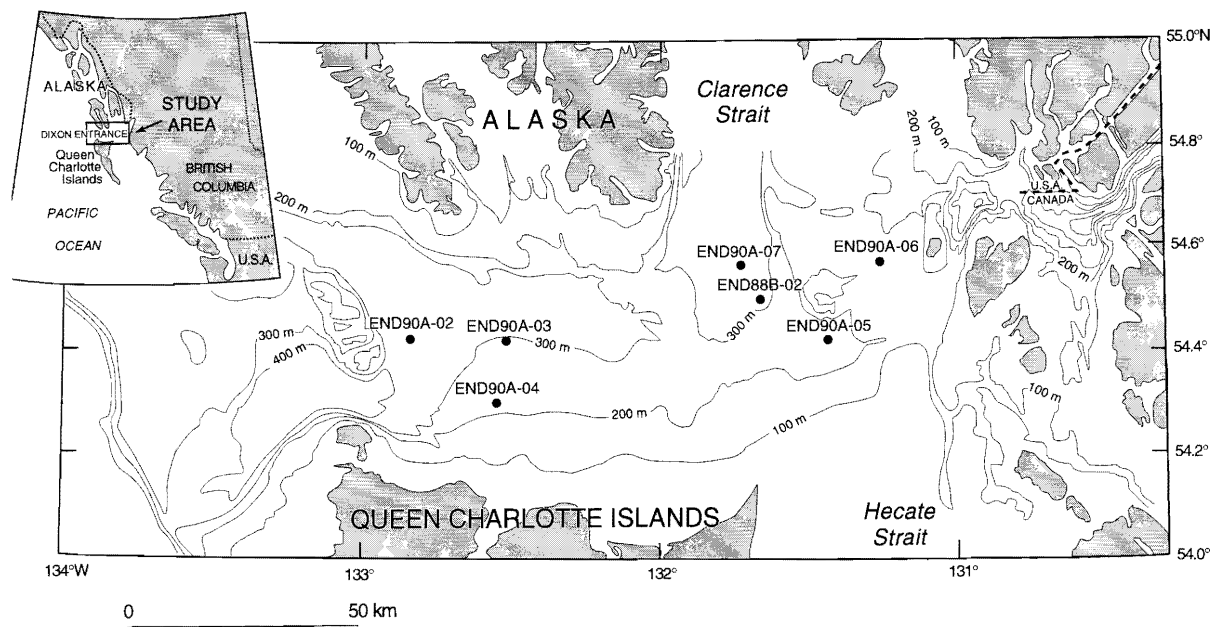 55.0°N
ALASKA
STUDY
AREA
DIXON ENTRANCE
Queen
Charlotte
Islands
BRITISH
COLUMBIA
PACIFIC
OCEAN
U.S.A.
ALASKA
Clarence
Strait
100 m
200 m
200 m
100 m
54.8°
U.S.A.
CANADA
54.6°
200 m
END90A-07
END90A-06
END88B-02
300 m
END90A-05
END90A-02
END90A-03
300 m
300 m
400 m
54.4°
END90A-04
200 m
100 m
100 m
54.2°
QUEEN CHARLOTTE ISLANDS
Hecate
Strait
54.0°
134°W
133°
132°
131°
0
50 km